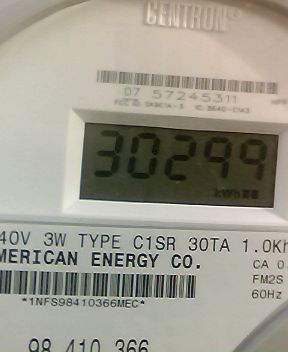 CENTRON®
07 57245311
30299
kWh
40V 3W TYPE C1SR 30TA 1.0Kh
MERICAN ENERGY CO.
CA 0.
FM2S
60Hz
*1NFS98410366MEC*
98 410 366